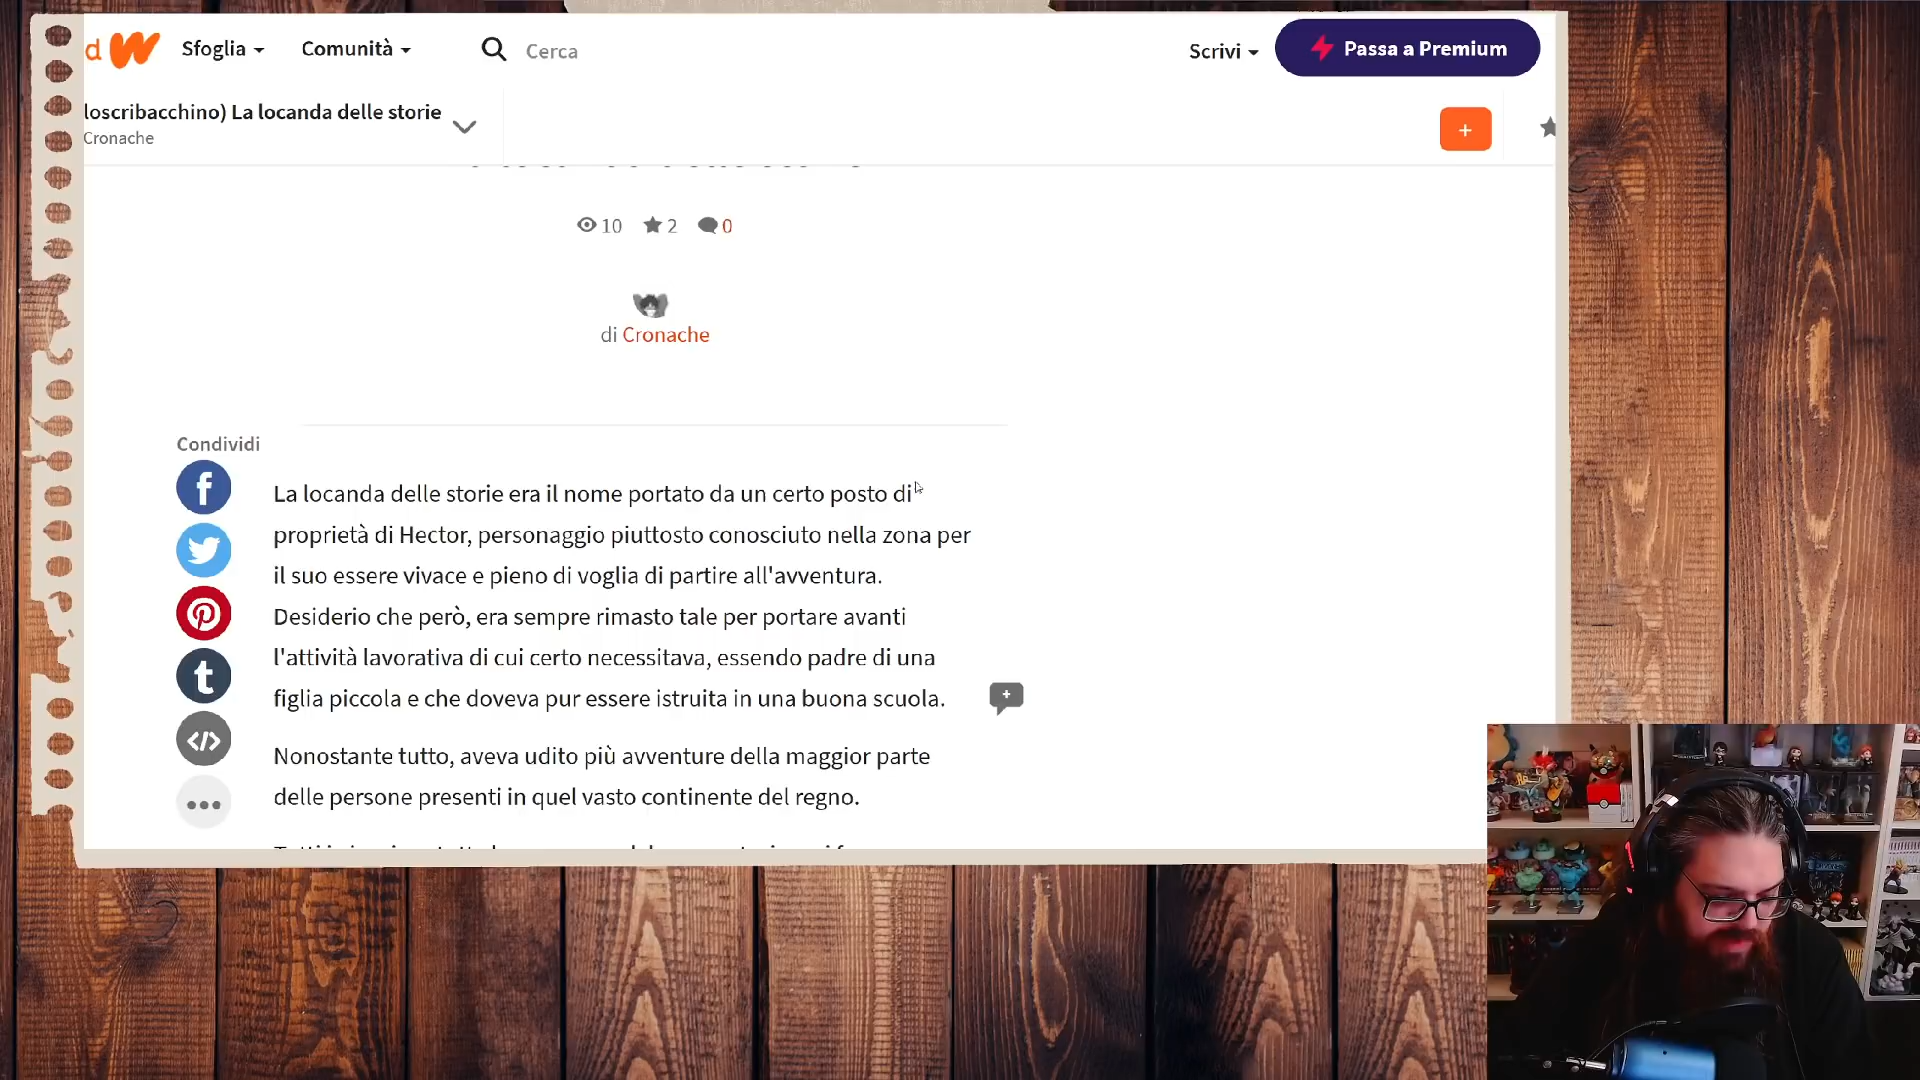 d
Sfoglia
Comunità
Cerca
Scrivi
Passa a Premium
loscribacchino) La locanda delle storie
Cronache
+
10
2
0
di Cronache
Condividi
La locanda delle storie era il nome portato da un certo posto di
proprietà di Hector, personaggio piuttosto conosciuto nella zona per
il suo essere vivace e pieno di voglia di partire all'avventura.
Desiderio che però, era sempre rimasto tale per portare avanti
l'attività lavorativa di cui certo necessitava, essendo padre di una
figlia piccola e che doveva pur essere istruita in una buona scuola.
Nonostante tutto, aveva udito più avventure della maggior parte
delle persone presenti in quel vasto continente del regno.